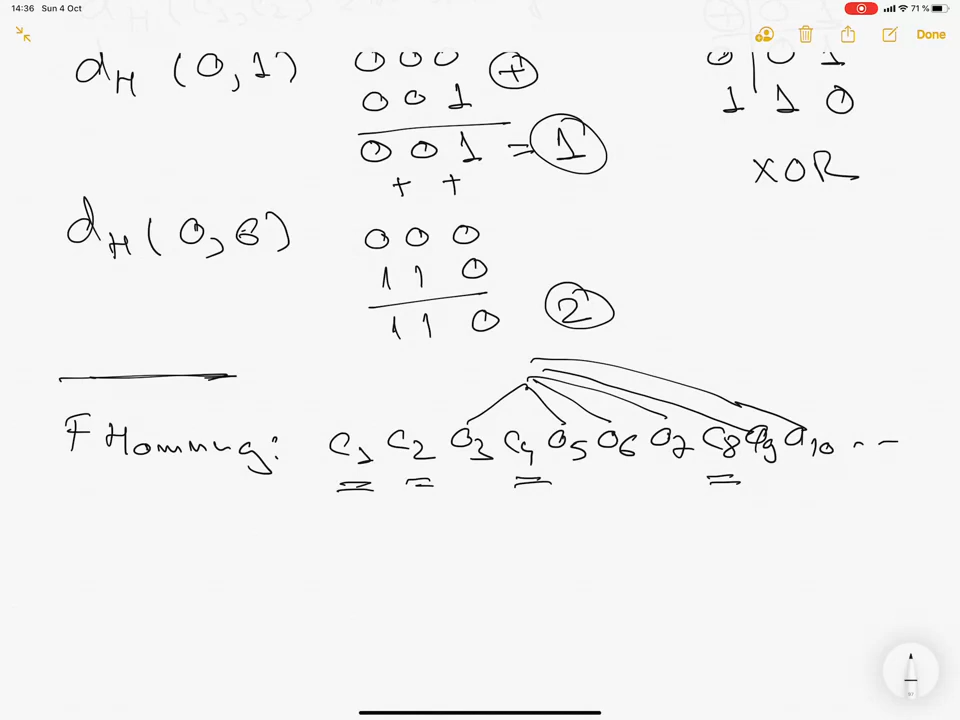 14:36 Sun 4 Oct 71 %
Done
d_H (0,1) 0 0 0 ⊕ 0 | 0 1
0 0 1 1 1 0
0 0 1 = 1
+ + XOR
d_H (0,6) 0 0 0
1 1 0
1 1 0 2
F Hamming: C1 C2 a3 C4 a5 a6 a7 C8 a9 a10 ---